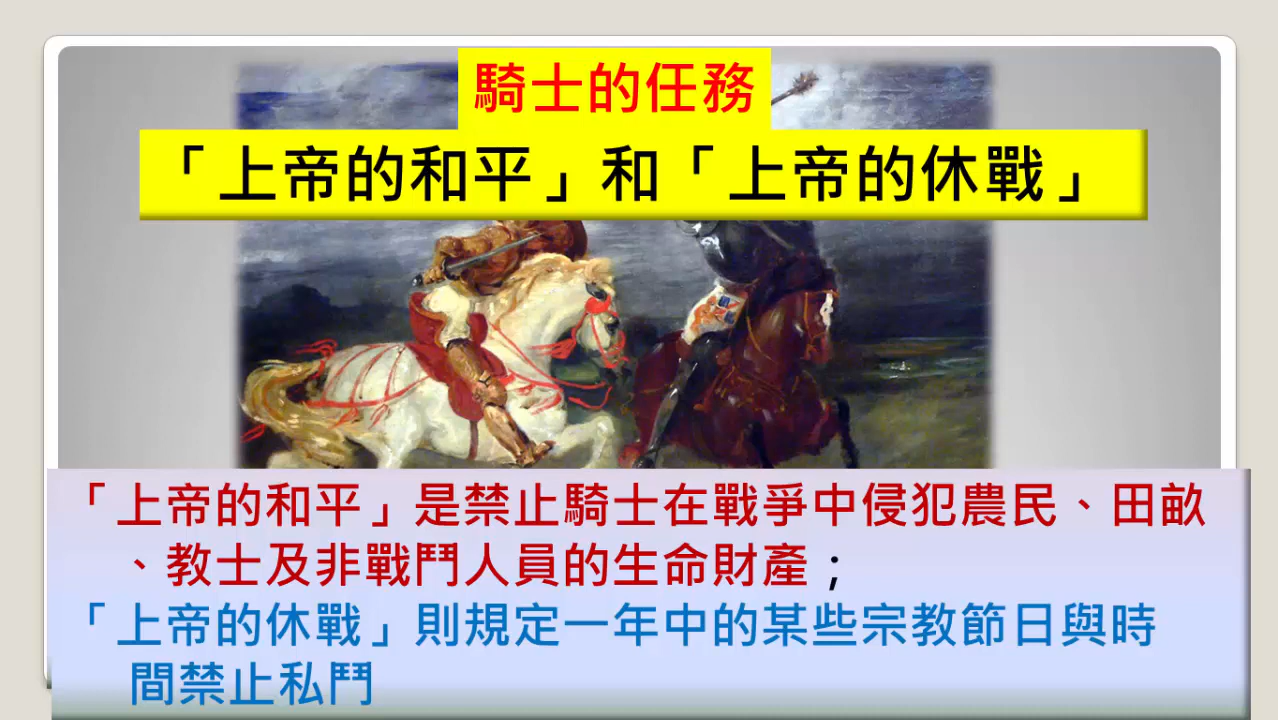 騎士的任務
「上帝的和平」和「上帝的休戰」
「上帝的和平」是禁止騎士在戰爭中侵犯農民、田畝
、教士及非戰鬥人員的生命財產；
「上帝的休戰」則規定一年中的某些宗教節日與時
間禁止私鬥